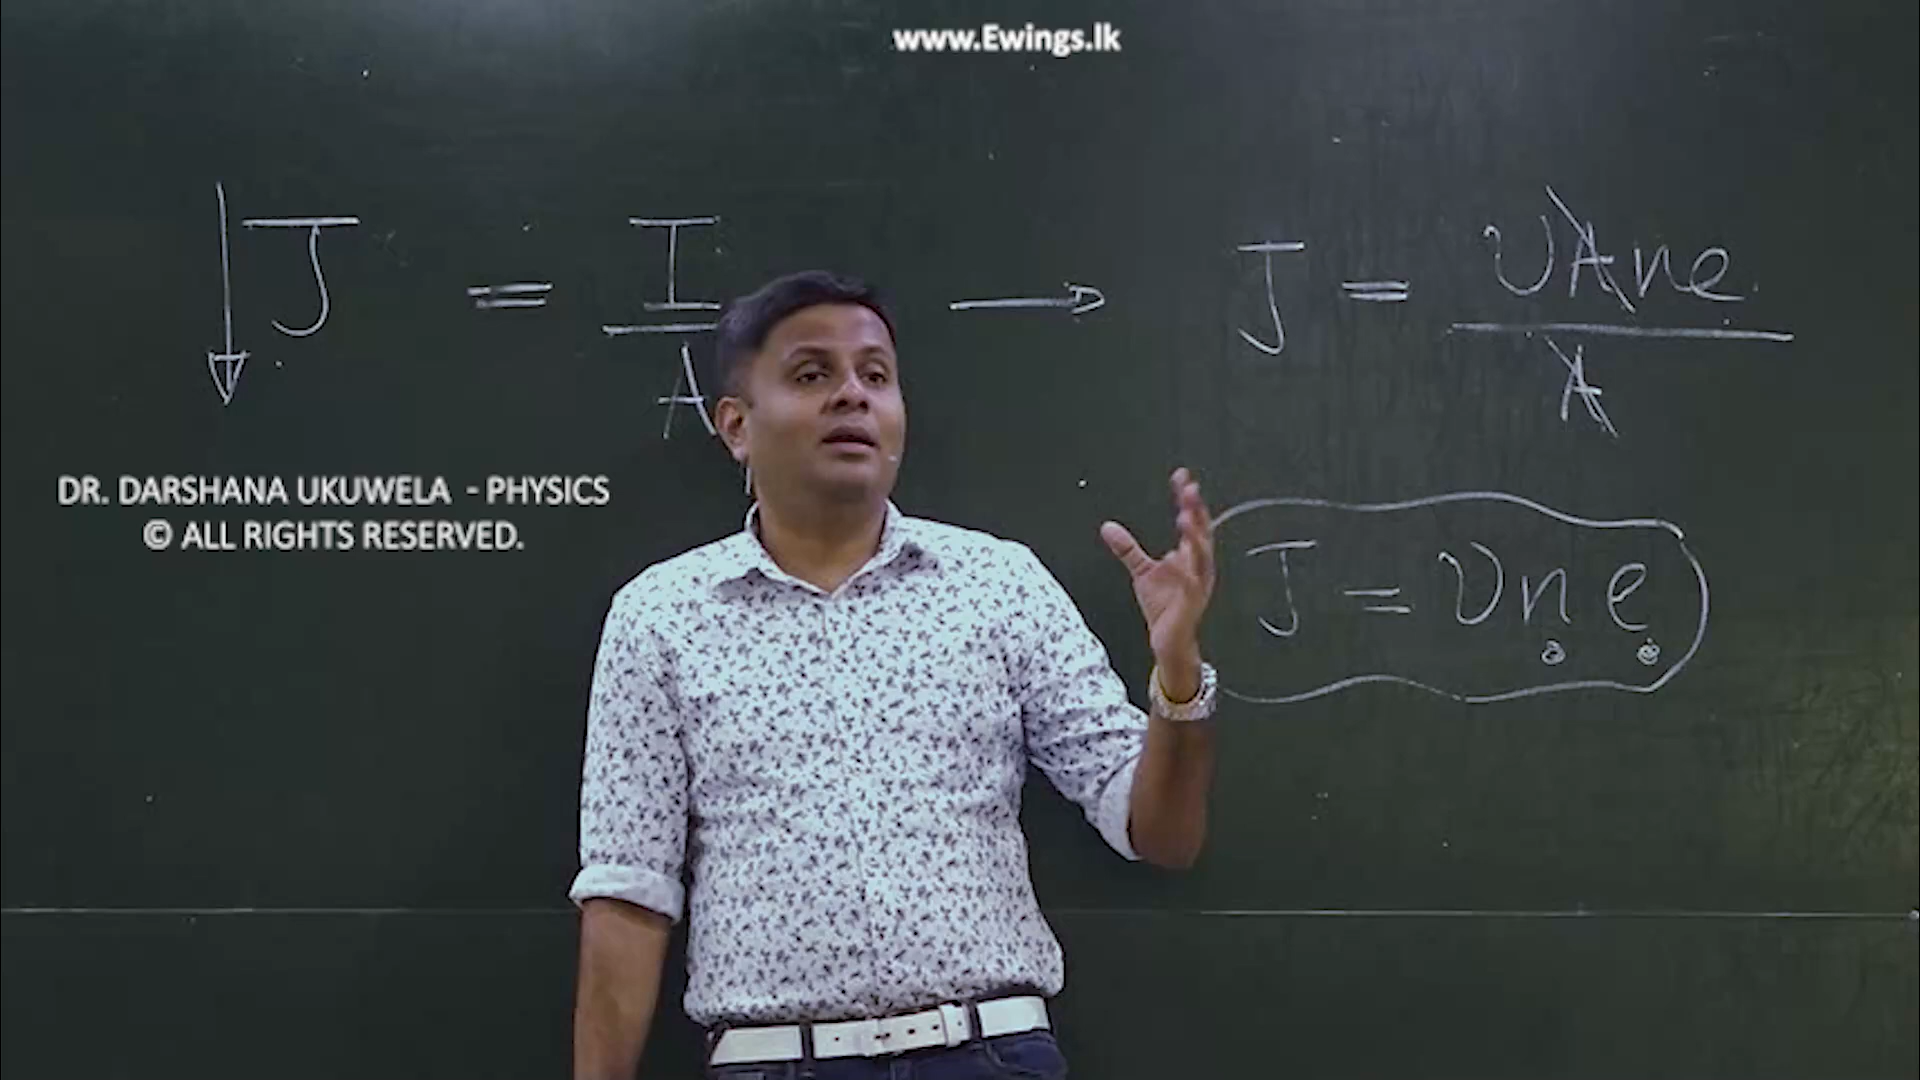 www.Ewings.lk
J = I / A → J = vAne / A
DR. DARSHANA UKUWELA - PHYSICS
© ALL RIGHTS RESERVED.
J = vne